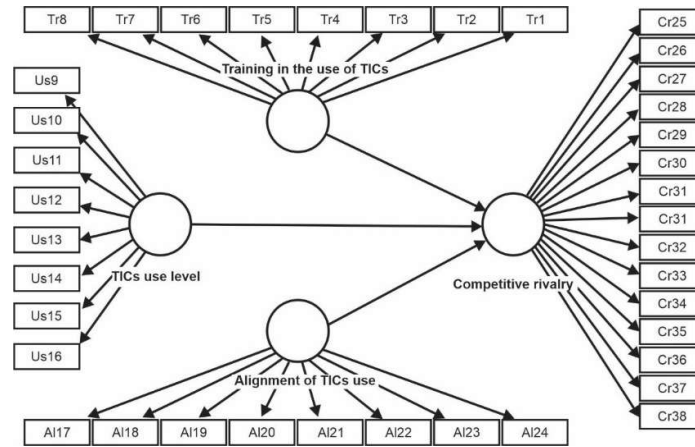 Tr8 Tr7 Tr6 Tr5 Tr4 Tr3 Tr2 Tr1
Training in the use of TICs
Us9
Us10
Us11
Us12
Us13
Us14
Us15
Us16
TICs use level
Alignment of TICs use
Al17 Al18 Al19 Al20 Al21 Al22 Al23 Al24
Competitive rivalry
Cr25
Cr26
Cr27
Cr28
Cr29
Cr30
Cr31
Cr31
Cr32
Cr33
Cr34
Cr35
Cr36
Cr37
Cr38